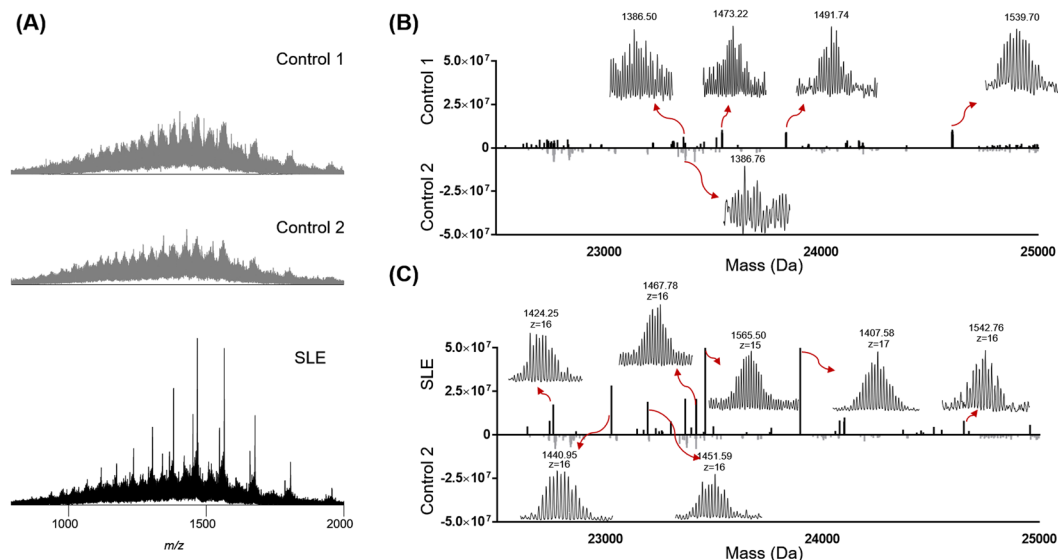 (A)
Control 1
Control 2
SLE
1000
1500
2000
m/z
(B)
1386.50
1473.22
1491.74
1539.70
Control 1
Control 2
5.0×10⁷
2.5×10⁷
0
-2.5×10⁷
-5.0×10⁷
1386.76
23000
24000
25000
Mass (Da)
(C)
1424.25
z=16
1467.78
z=16
1565.50
z=15
1407.58
z=17
1542.76
z=16
SLE
Control 2
5.0×10⁷
2.5×10⁷
0
-2.5×10⁷
-5.0×10⁷
1440.95
z=16
1451.59
z=16
23000
24000
25000
Mass (Da)